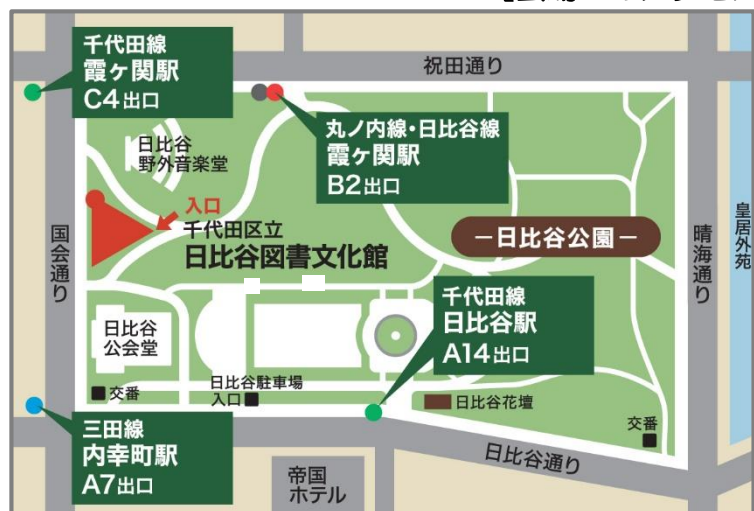 千代田線
霞ヶ関駅
C4出口
祝田通り
丸ノ内線・日比谷線
霞ヶ関駅
B2出口
日比谷
野外音楽堂
入口
千代田区立
日比谷図書文化館
ー日比谷公園ー
国会通り
晴海通り
皇居外苑
千代田線
日比谷駅
A14出口
日比谷
公会堂
交番
日比谷駐車場
入口
日比谷花壇
交番
三田線
内幸町駅
A7出口
帝国
ホテル
日比谷通り